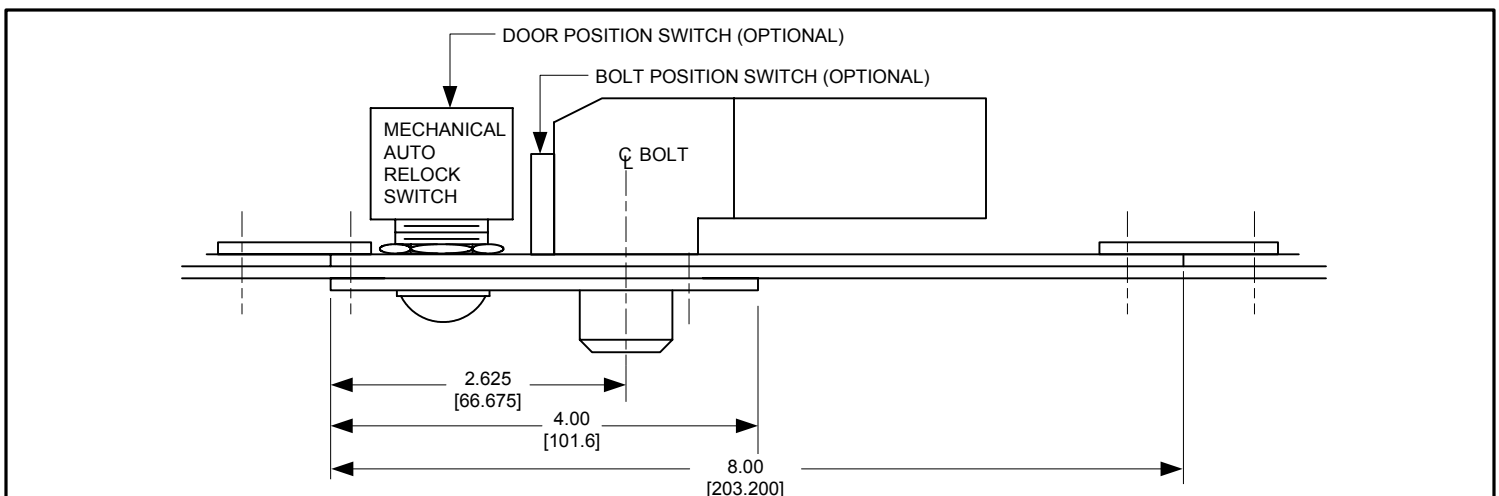 DOOR POSITION SWITCH (OPTIONAL)
BOLT POSITION SWITCH (OPTIONAL)
MECHANICAL
AUTO
RELOCK
SWITCH
℄ BOLT
2.625
[66.675]
4.00
[101.6]
8.00
[203.200]